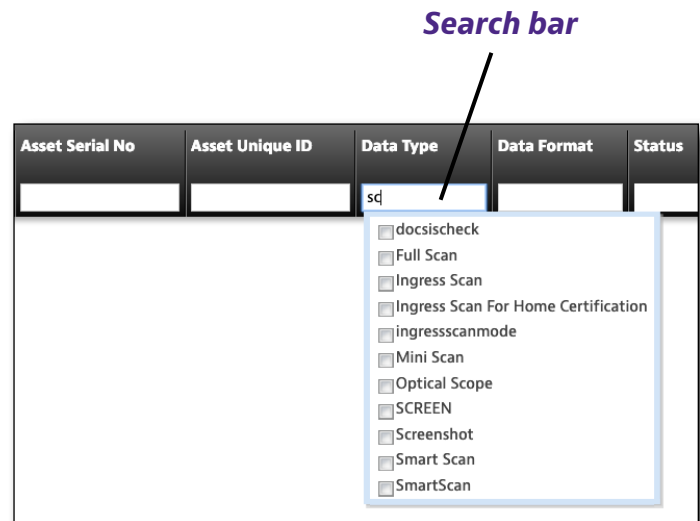 Search bar
Asset Serial No Asset Unique ID Data Type Data Format Status
sc
docsischeck
Full Scan
Ingress Scan
Ingress Scan For Home Certification
ingressscanmode
Mini Scan
Optical Scope
SCREEN
Screenshot
Smart Scan
SmartScan